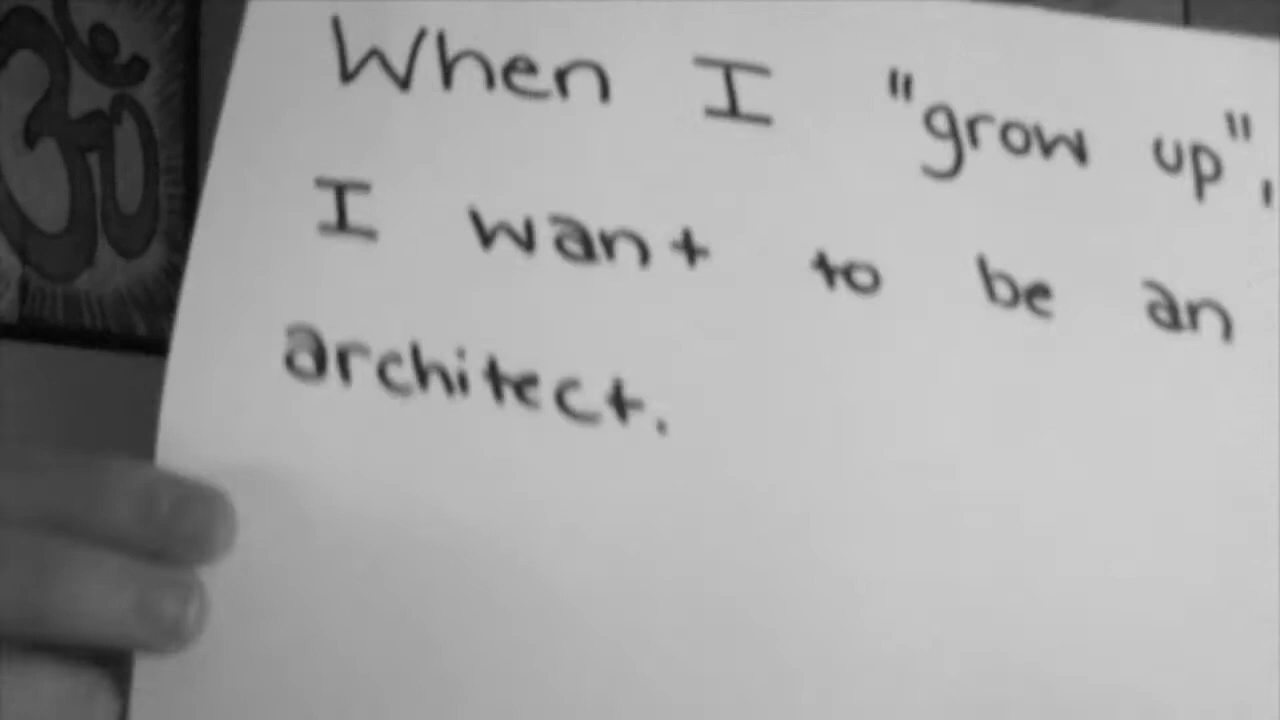 When I "grow up",
I want to be an
architect.
ॐ